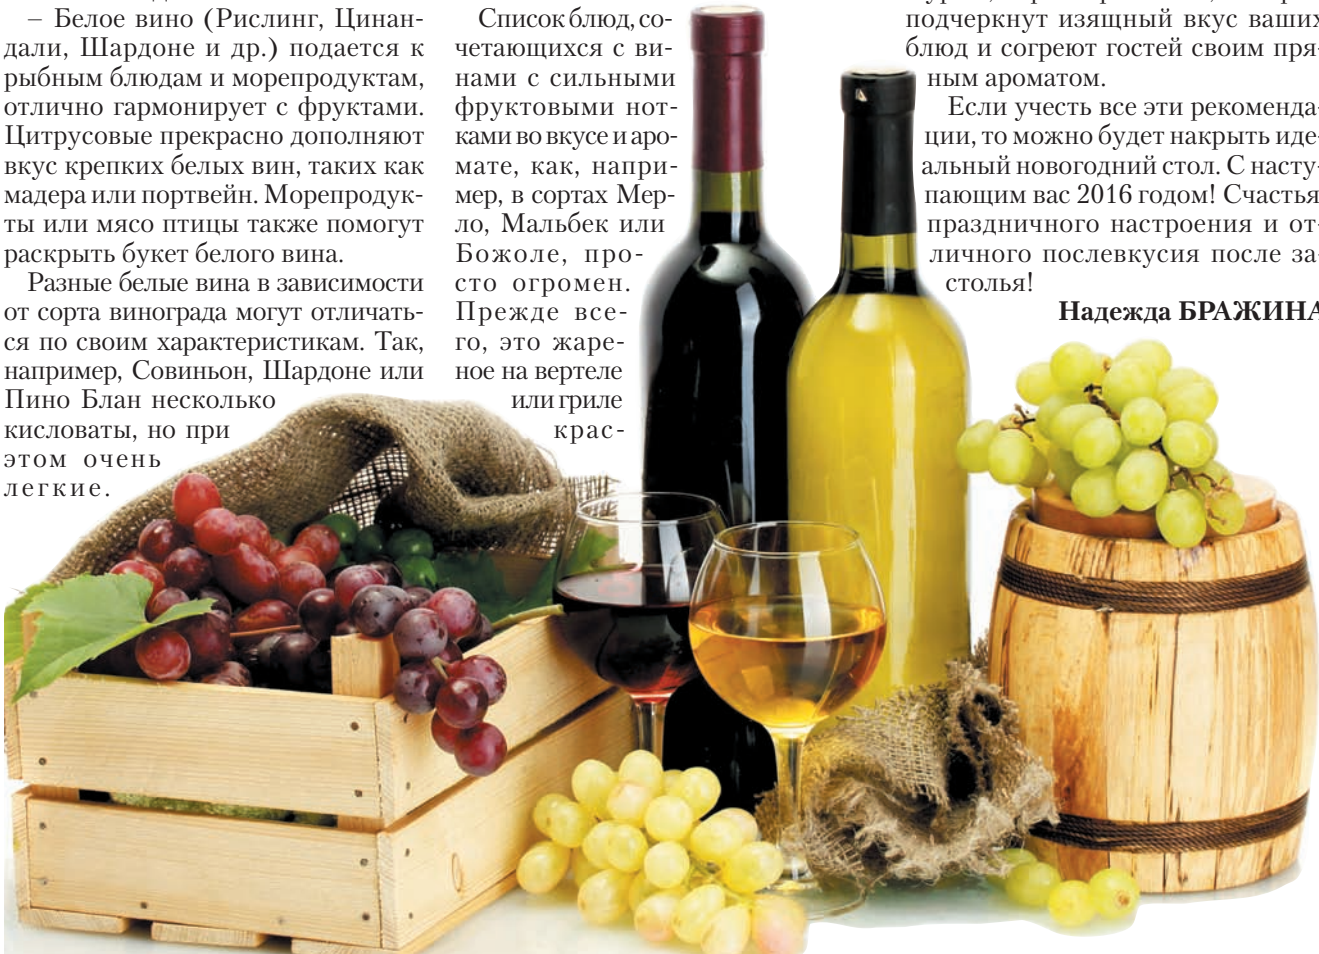 – Белое вино (Рислинг, Цинан-
дали, Шардоне и др.) подается к
рыбным блюдам и морепродуктам,
отлично гармонирует с фруктами.
Цитрусовые прекрасно дополняют
вкус крепких белых вин, таких как
мадера или портвейн. Морепродук-
ты или мясо птицы также помогут
раскрыть букет белого вина.
Разные белые вина в зависимости
от сорта винограда могут отличать-
ся по своим характеристикам. Так,
например, Совиньон, Шардоне или
Пино Блан несколько
кисловаты, но при
этом очень
легкие.
Список блюд, со-
четающихся с ви-
нами с сильными
фруктовыми нот-
ками во вкусе и аро-
мате, как, напри-
мер, в сортах Мер-
ло, Мальбек или
Божоле, про-
сто огромен.
Прежде все-
го, это жаре-
ное на вертеле
или гриле
крас-
подчеркнут изящный вкус ваших
блюд и согреют гостей своим пря-
ным ароматом.
Если учесть все эти рекоменда-
ции, то можно будет накрыть иде-
альный новогодний стол. С насту-
пающим вас 2016 годом! Счастья
праздничного настроения и от-
личного послевкусия после за-
столья!
Надежда БРАЖИНА